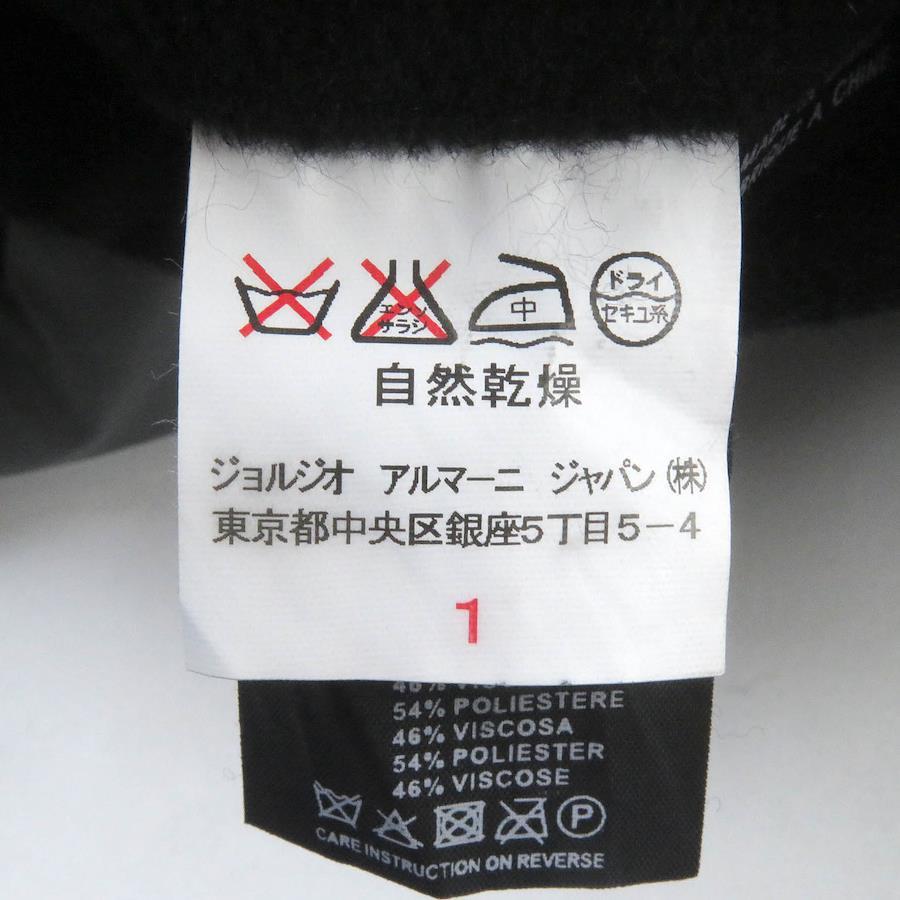 エンソ
サラシ
中
ドライ
セキユ系
自然乾燥
ジョルジオ アルマーニ ジャパン(株)
東京都中央区銀座5丁目5-4
1
54% POLIESTERE
46% VISCOSA
54% POLIESTER
46% VISCOSE
P
CARE INSTRUCTION ON REVERSE